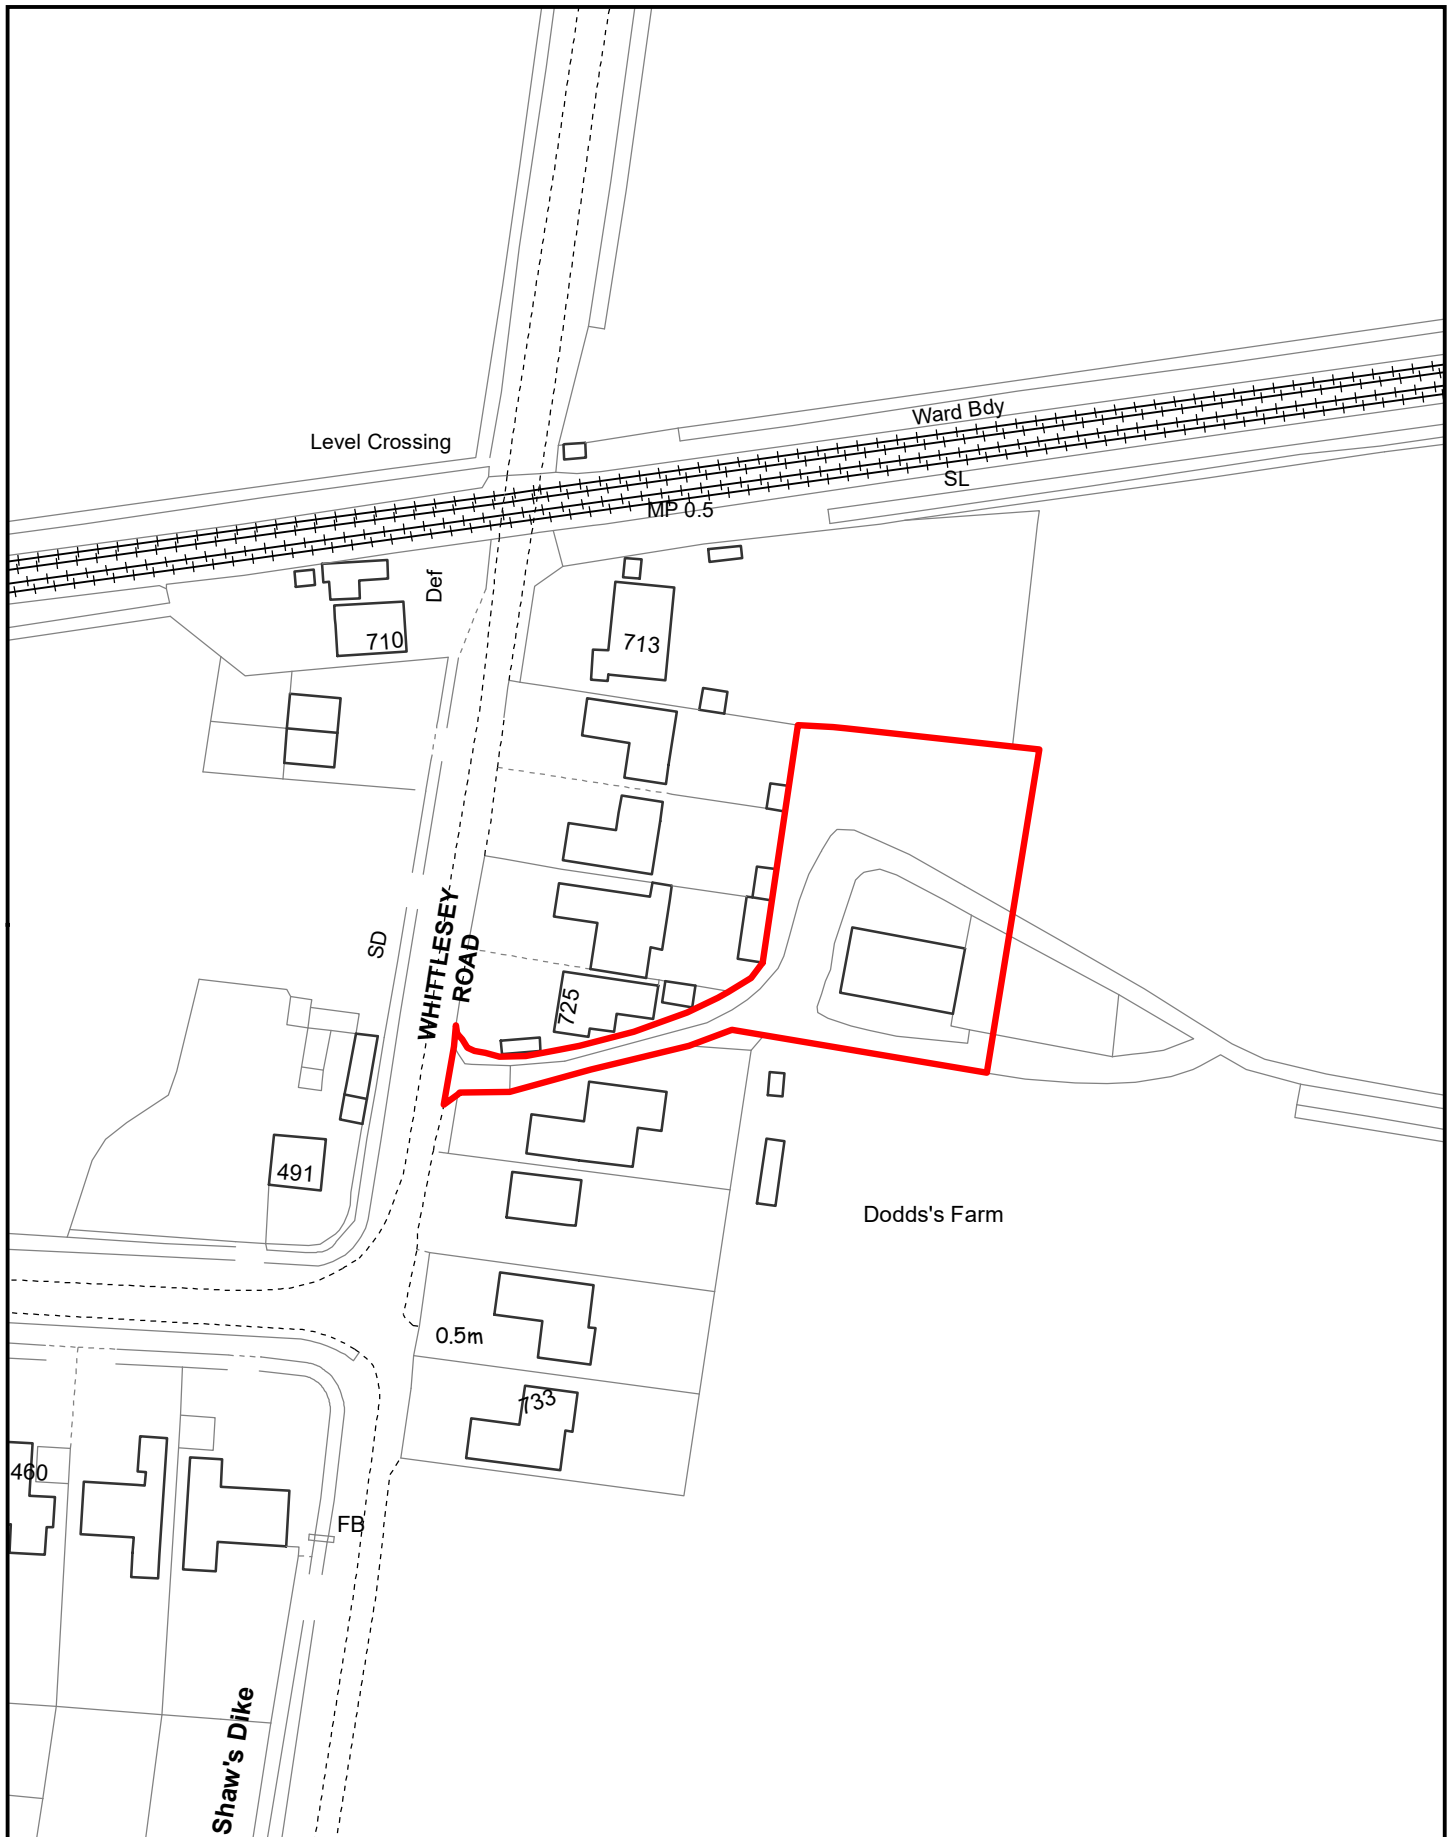 Ward Bdy
Level Crossing
SL
MP 0.5
Def
710
713
WHITTLESEY
ROAD
SD
725
491
Dodds's Farm
0.5m
733
460
FB
Shaw's Dike